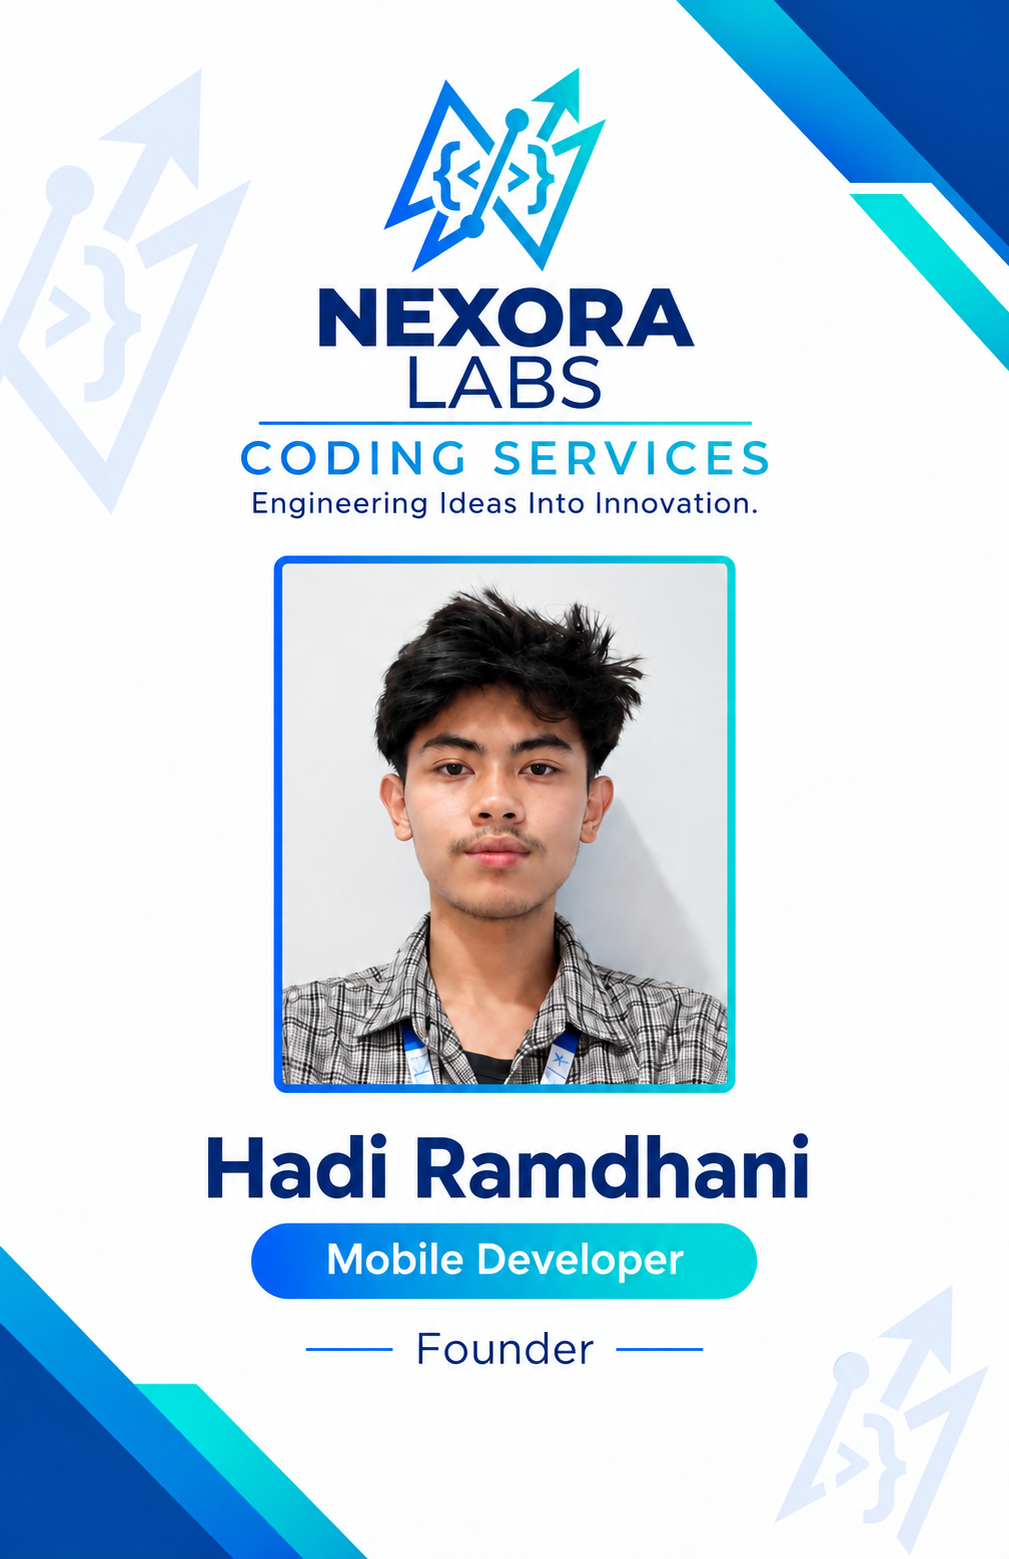 NEXORA
LABS
CODING SERVICES
Engineering Ideas Into Innovation.
Hadi Ramdhani
Mobile Developer
Founder